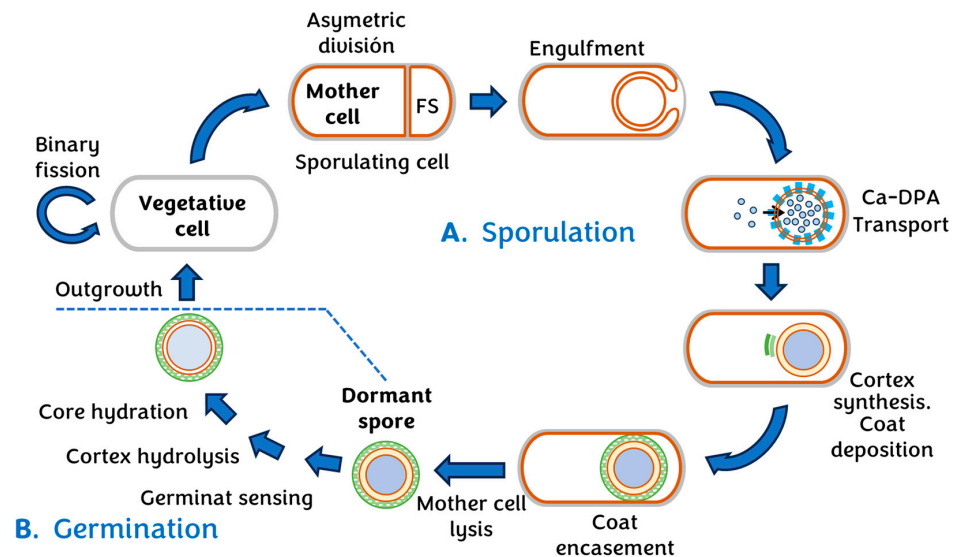 Asymetric
división
Mother
cell
FS
Sporulating cell
Engulfment
Ca-DPA
Transport
Binary
fission
Vegetative
cell
A. Sporulation
Outgrowth
Cortex
synthesis.
Coat
deposition
Dormant
spore
Core hydration
Cortex hydrolysis
Germinat sensing
Mother cell
lysis
Coat
encasement
B. Germination